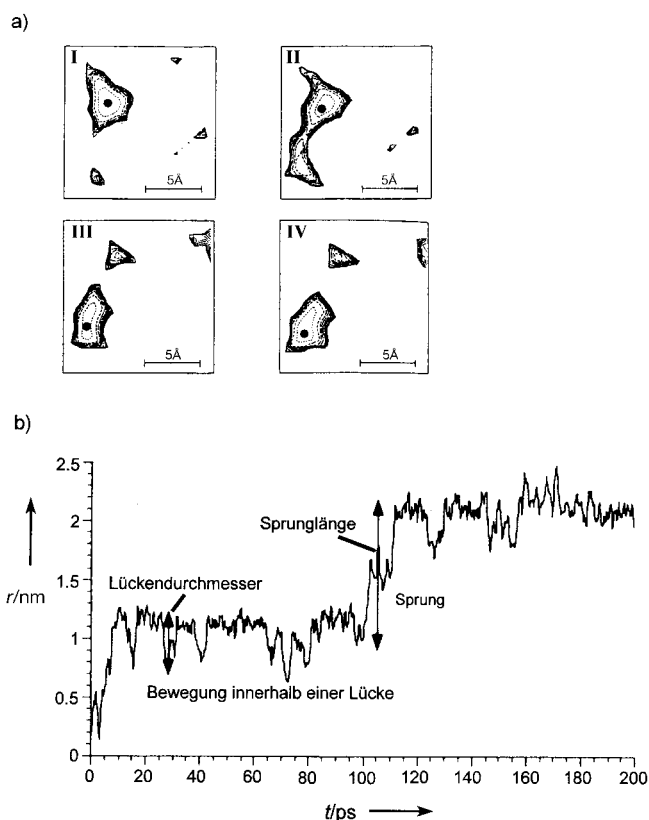 a)
I
II
5Å
5Å
III
IV
5Å
5Å
b)
2.5
2
1.5
1
0.5
0
r/nm
Sprunglänge
Lückendurchmesser
Sprung
Bewegung innerhalb einer Lücke
0 20 40 60 80 100 120 140 160 180 200
t/ps